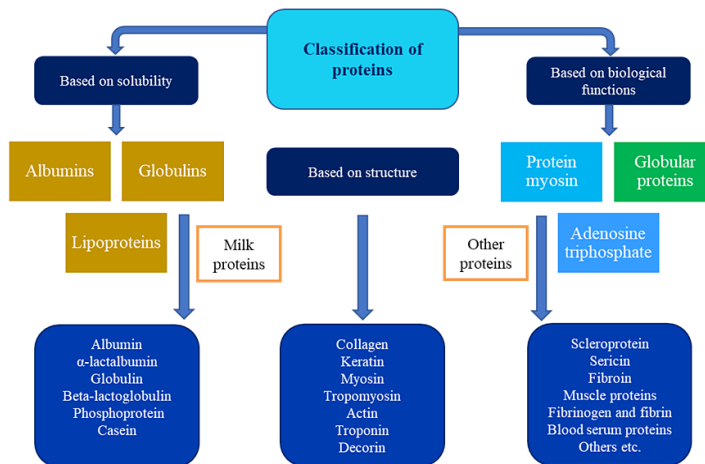 Classification of
proteins
Based on solubility
Based on biological
functions
Albumins
Globulins
Lipoproteins
Based on structure
Protein
myosin
Globular
proteins
Adenosine
triphosphate
Milk
proteins
Other
proteins
Albumin
α-lactalbumin
Globulin
Beta-lactoglobulin
Phosphoprotein
Casein
Collagen
Keratin
Myosin
Tropomyosin
Actin
Troponin
Decorin
Scleroprotein
Sericin
Fibroin
Muscle proteins
Fibrinogen and fibrin
Blood serum proteins
Others etc.